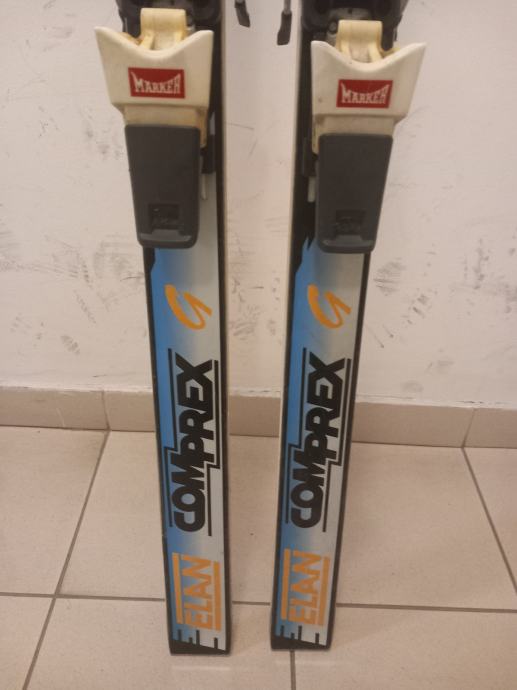 MARKER
MARKER
S
COMPREX
ELAN
S
COMPREX
ELAN